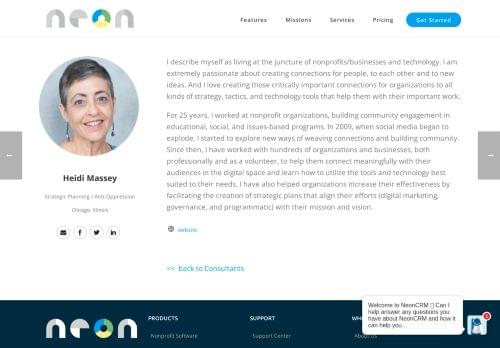 neon
Features
Missions
Services
Pricing
Get Started
I describe myself as living at the juncture of nonprofits/businesses and technology. I am
extremely passionate about creating connections for people, to each other and to new
ideas. And I love creating those critically important connections for organizations to all
kinds of strategy, tactics, and technology tools that help them with their important work.
For 25 years, I worked at nonprofit organizations, building community engagement in
educational, social, and issues-based programs. In 2009, when social media began to
explode, I started to explore new ways of weaving connections and building community.
Since then, I have worked with hundreds of organizations and businesses, both
professionally and as a volunteer, to help them connect meaningfully with their
audiences in the digital space and learn how to utilize the tools and technology best
suited to their needs. I have also helped organizations increase their effectiveness by
facilitating the creation of strategic plans that align their efforts (digital marketing,
governance, and programmatic) with their mission and vision.
Heidi Massey
Strategic Planning / Anti-Oppression
Chicago, Illinois
website
<< back to Consultants
Welcome to NeonCRM Can I
help answer any questions you
have about NeonCRM and how it
can help you...
1
neon
PRODUCTS
SUPPORT
Nonprofit Software
Support Center
About Us